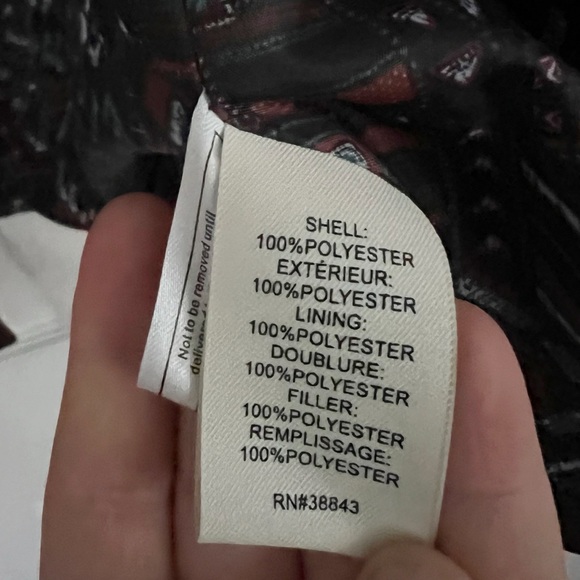 SHELL:
100%POLYESTER
EXTÉRIEUR:
100%POLYESTER
LINING:
100%POLYESTER
DOUBLURE:
100%POLYESTER
FILLER:
100%POLYESTER
REMPLISSAGE:
100%POLYESTER
RN#38843
Not to be removed until